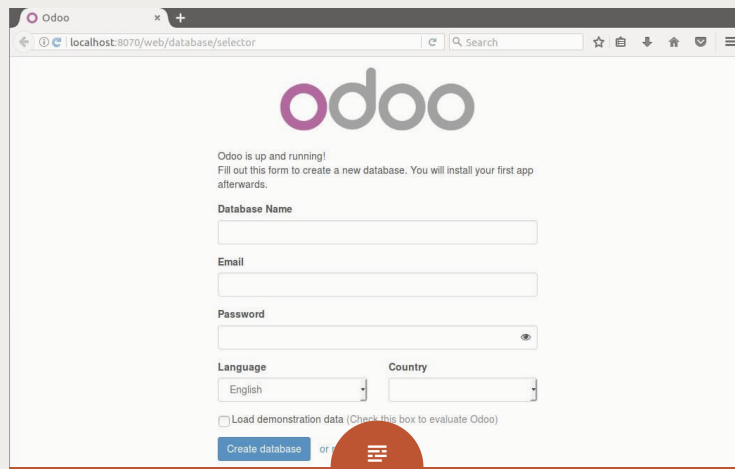 Odoo
localhost:8070/web/database/selector
Search
odoo
Odoo is up and running!
Fill out this form to create a new database. You will install your first app
afterwards.
Database Name
Email
Password
Language Country
English
Load demonstration data (Check this box to evaluate Odoo)
Create database or